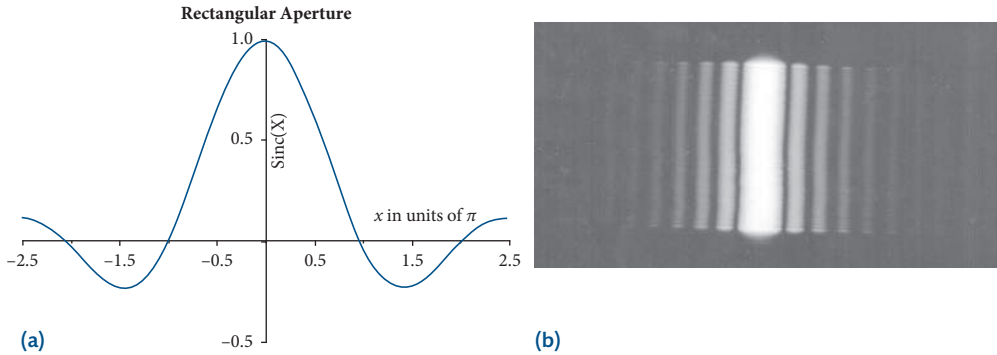 Rectangular Aperture
1.0
0.5
Sinc(X)
x in units of π
–2.5
–1.5
–0.5
0.5
1.5
2.5
–0.5
(a)
(b)